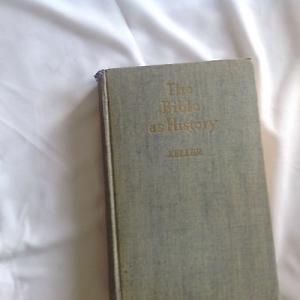 The
Bible
as History
KELLER